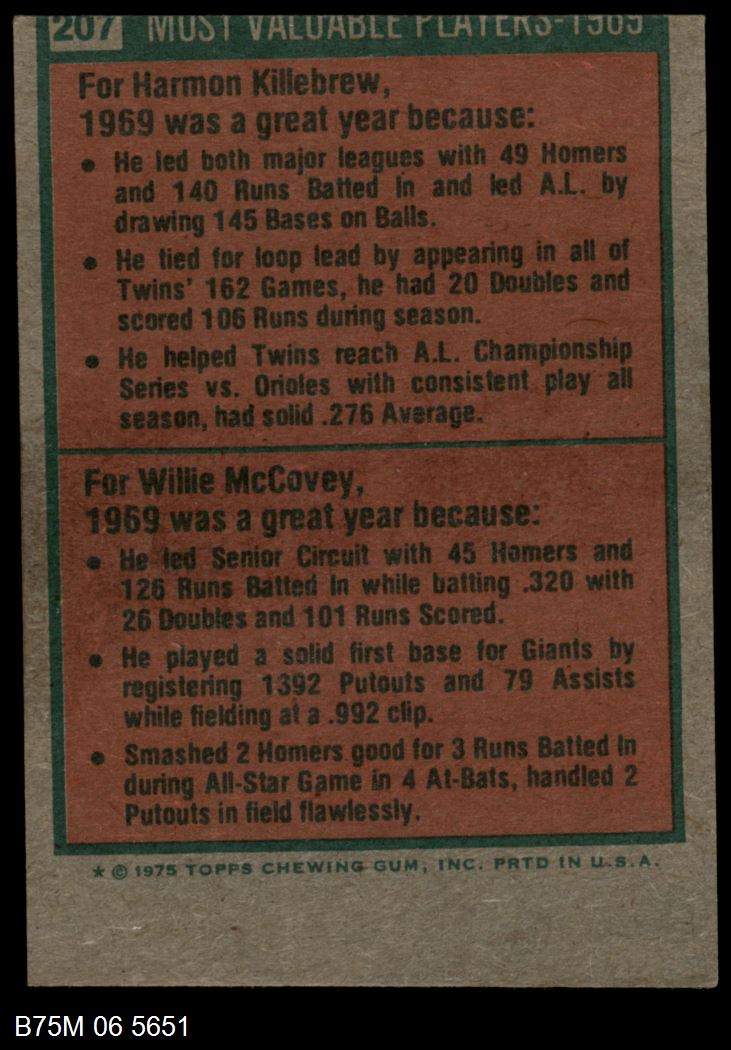 207 MOST VALUABLE PLAYERS-1969
For Harmon Killebrew,
1969 was a great year because:
● He led both major leagues with 49 Homers
and 140 Runs Batted In and led A.L. by
drawing 145 Bases on Balls.
● He tied for loop lead by appearing in all of
Twins' 162 Games, he had 20 Doubles and
scored 106 Runs during season.
● He helped Twins reach A.L. Championship
Series vs. Orioles with consistent play all
season, had solid .276 Average.
For Willie McCovey,
1969 was a great year because:
● He led Senior Circuit with 45 Homers and
126 Runs Batted In while batting .320 with
26 Doubles and 101 Runs Scored.
● He played a solid first base for Giants by
registering 1392 Putouts and 79 Assists
while fielding at a .992 clip.
● Smashed 2 Homers good for 3 Runs Batted In
during All-Star Game in 4 At-Bats, handled 2
Putouts in field flawlessly.
* © 1975 TOPPS CHEWING GUM, INC. PRTD IN U.S.A.
B75M 06 5651